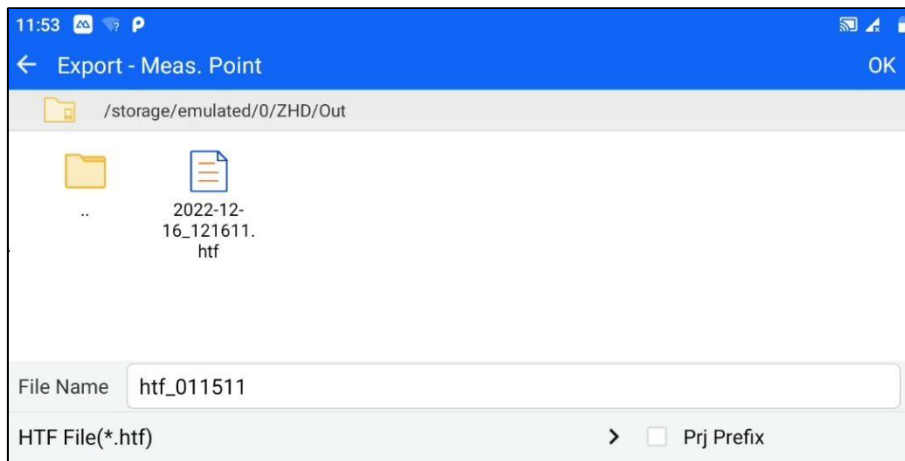 11:53
Export - Meas. Point
OK
/storage/emulated/0/ZHD/Out
..
2022-12-
16_121611.
htf
File Name
htf_011511
HTF File(*.htf)
Prj Prefix